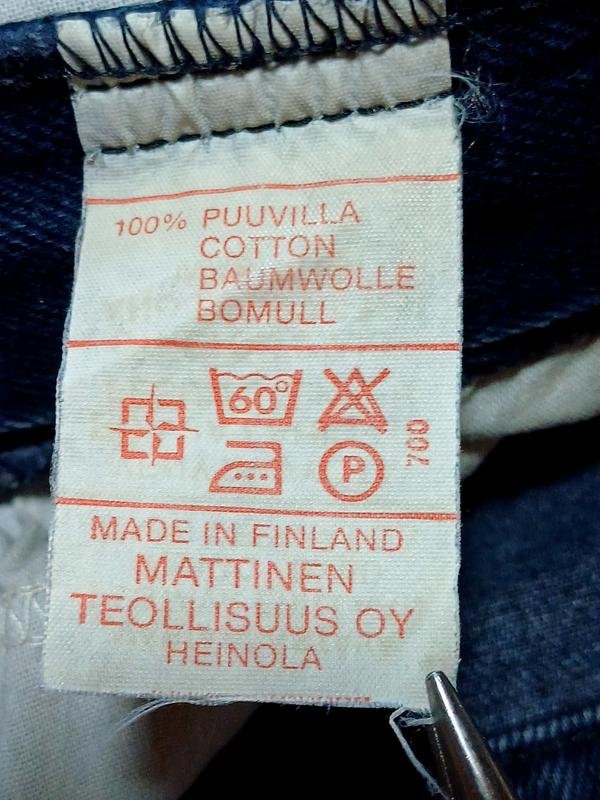 100% PUUVILLA
COTTON
BAUMWOLLE
BOMULL
60°
P
700
MADE IN FINLAND
MATTINEN
TEOLLISUUS OY
HEINOLA